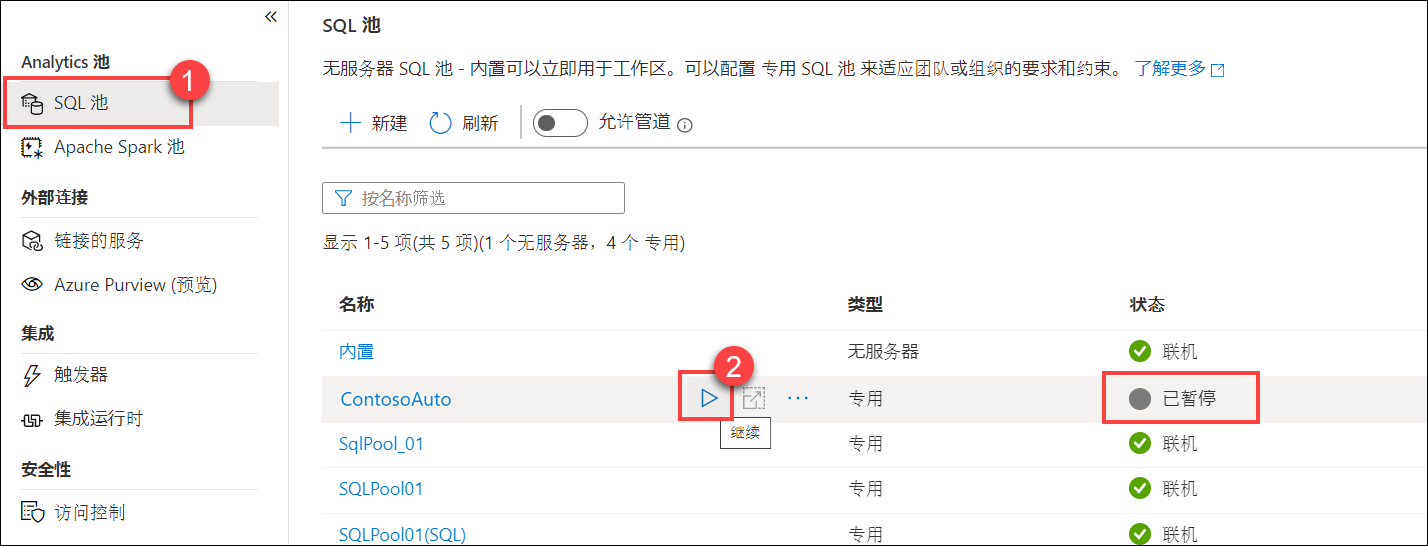 «
Analytics 池
1
SQL 池
Apache Spark 池
外部连接
链接的服务
Azure Purview (预览)
集成
触发器
集成运行时
安全性
访问控制
SQL 池
无服务器 SQL 池 - 内置可以立即用于工作区。可以配置 专用 SQL 池 来适应团队或组织的要求和约束。 了解更多
新建 刷新 允许管道
按名称筛选
显示 1-5 项(共 5 项)(1 个无服务器，4 个 专用)
名称 类型 状态
内置 无服务器 联机
2
ContosoAuto ··· 专用 已暂停
继续
SqlPool_01 专用 联机
SQLPool01 专用 联机
SQLPool01(SQL) 专用 联机